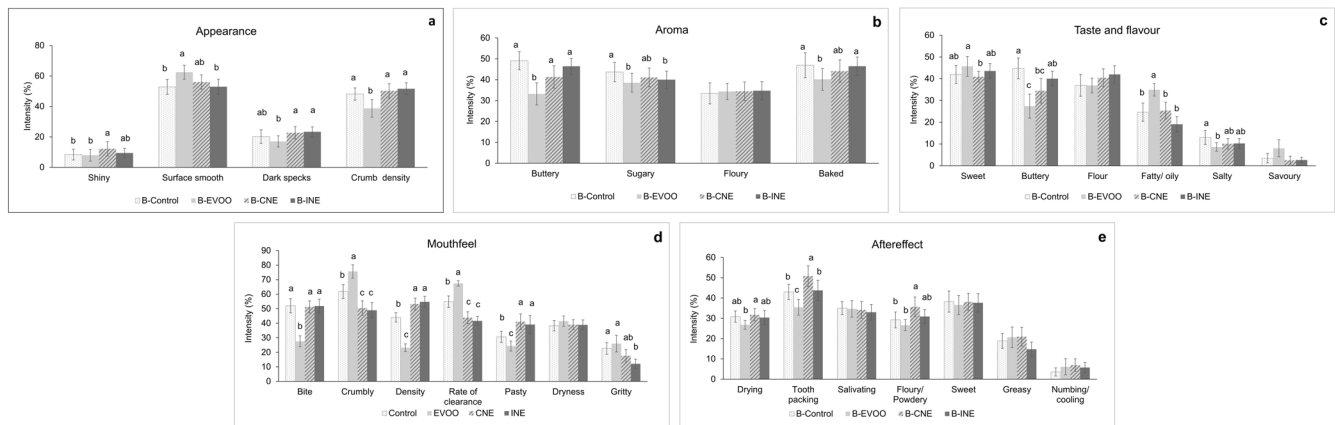 a
Appearance
80
60
40
20
0
Intensity (%)
b b a ab
b a ab b
ab b a a
a b a a
Shiny Surface smooth Dark specks Crumb density
B-Control B-EVOO B-CNE B-INE
b
Aroma
60
50
40
30
20
10
0
Intensity (%)
a b a a
a b ab a
a b ab a
Buttery Sugary Floury Baked
B-Control B-EVOO B-CNE B-INE
c
Taste and flavour
60
50
40
30
20
10
0
Intensity (%)
ab a b ab
a c bc ab
b a b b
a b ab ab
Sweet Buttery Flour Fatty/ oily Salty Savoury
B-Control B-EVOO B-CNE B-INE
d
Mouthfeel
90
80
70
60
50
40
30
20
10
0
Intensity (%)
a b a a
b a c c
b c a a
b a c c
b c a a
a a ab b
Bite Crumbly Density Rate of clearance Pasty Dryness Gritty
Control EVOO CNE INE
e
Aftereffect
60
50
40
30
20
10
0
Intensity (%)
ab b a ab
b c a b
b b a ab
Drying Tooth packing Salivating Floury/ Powdery Sweet Greasy Numbing/ cooling
B-Control B-EVOO B-CNE B-INE